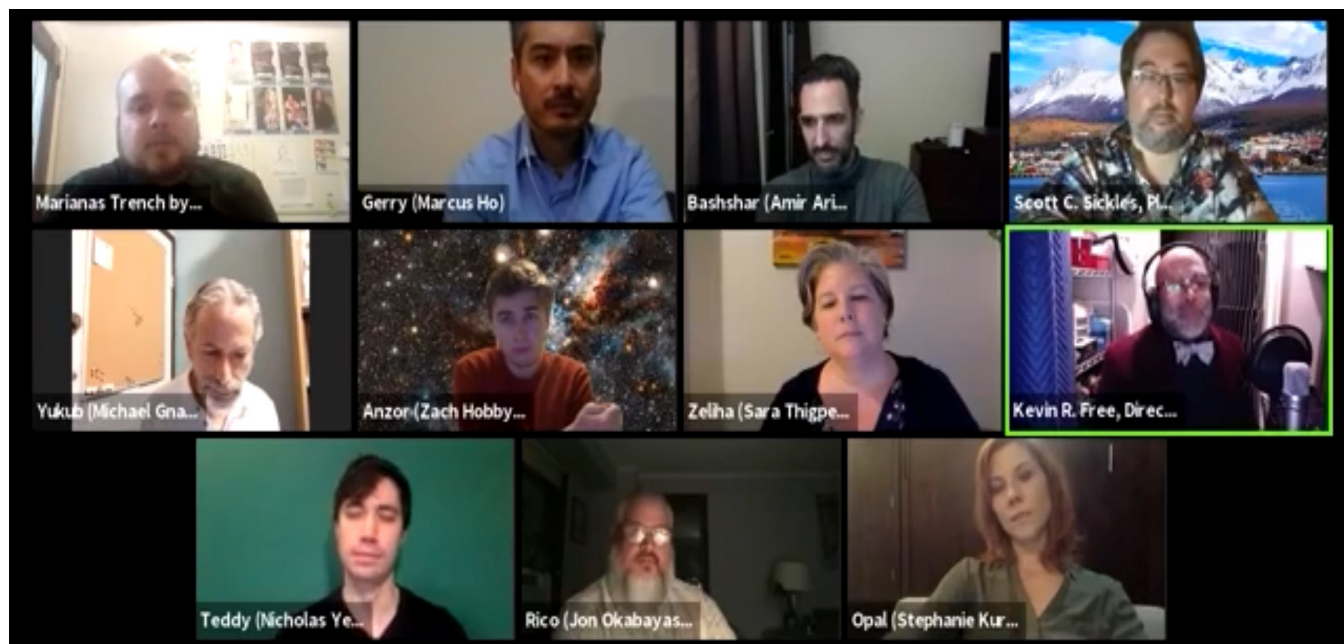 Marianas Trench by...
Gerry (Marcus Ho)
Bashshar (Amir Ari...
Scott C. Sickles, Pl...
Yukub (Michael Gna...
Anzor (Zach Hobby...
Zeliha (Sara Thigpe...
Kevin R. Free, Direc...
Teddy (Nicholas Ye...
Rico (Jon Okabayas...
Opal (Stephanie Kur...